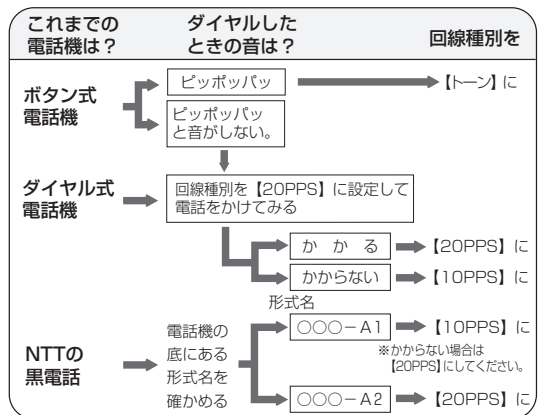 これまでの
電話機は？
ダイヤルした
ときの音は？
回線種別を
ボタン式
電話機
ピッポッパッ
【トーン】に
ピッポッパッ
と音がしない。
ダイヤル式
電話機
回線種別を【20PPS】に設定して
電話をかけてみる
かかる
【20PPS】に
かからない
【10PPS】に
形式名
NTTの
黒電話
電話機の
底にある
形式名を
確かめる
○○○－A1
【10PPS】に
※かからない場合は
【20PPS】にしてください。
○○○－A2
【20PPS】に